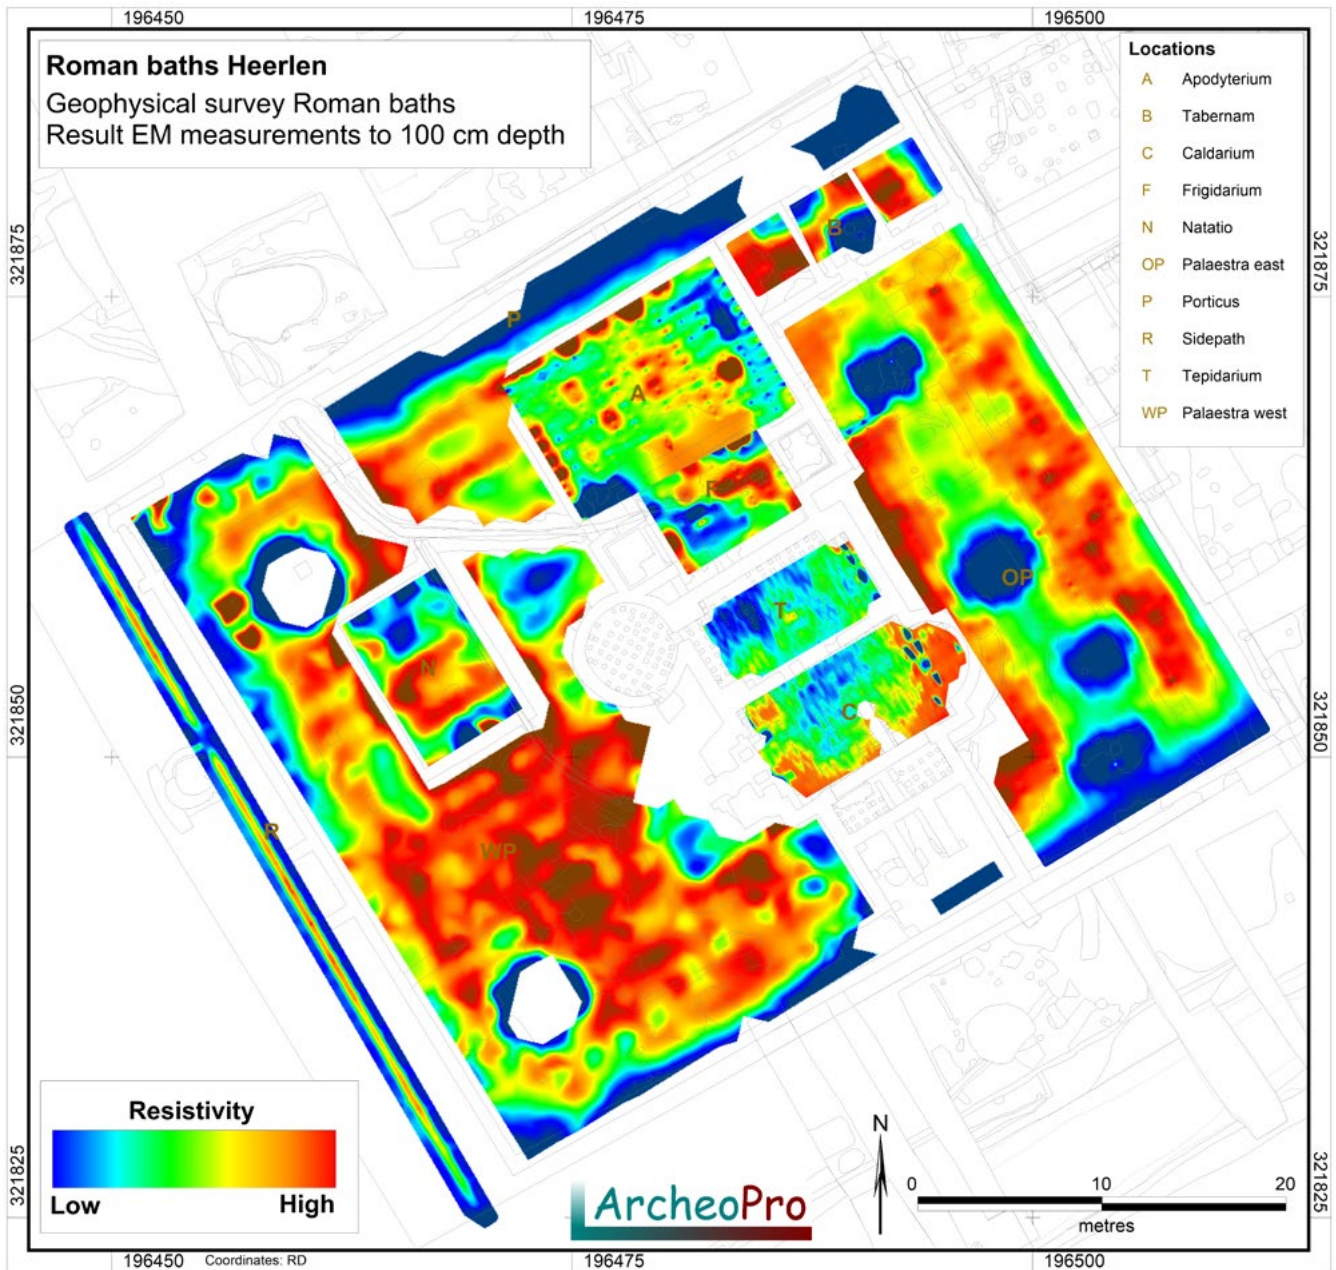 196450 196475 196500
Roman baths Heerlen
Geophysical survey Roman baths
Result EM measurements to 100 cm depth
Locations
A Apodyterium
B Tabernam
C Caldarium
F Frigidarium
N Natatio
OP Palaestra east
P Porticus
R Sidepath
T Tepidarium
WP Palaestra west
321875 321875
B
P
A
F
OP
T
N
C
321850 321850
R
WP
Resistivity
Low High
321825 321825
ArcheoPro
N
0 10 20
metres
196450 Coordinates: RD 196475 196500